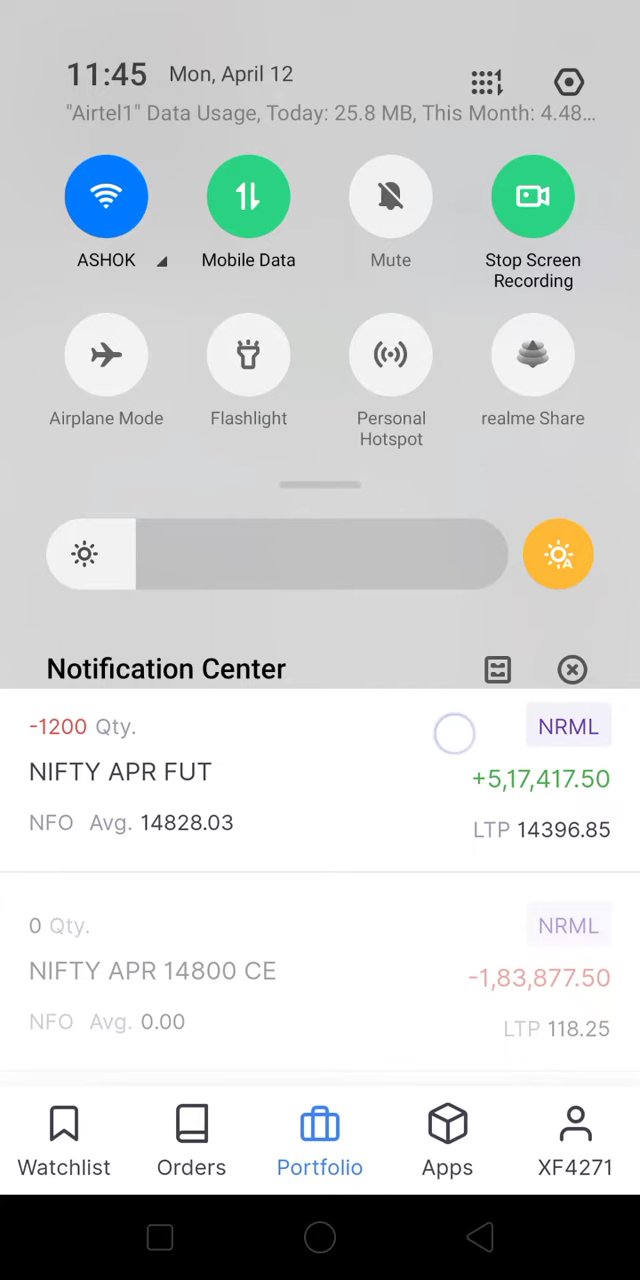 11:45 Mon, April 12
"Airtel1" Data Usage, Today: 25.8 MB, This Month: 4.48...
ASHOK Mobile Data Mute Stop Screen
Recording
Airplane Mode Flashlight Personal realme Share
Hotspot
Notification Center
-1200 Qty. NRML
NIFTY APR FUT +5,17,417.50
NFO Avg. 14828.03 LTP 14396.85
0 Qty. NRML
NIFTY APR 14800 CE -1,83,877.50
NFO Avg. 0.00 LTP 118.25
Watchlist Orders Portfolio Apps XF4271